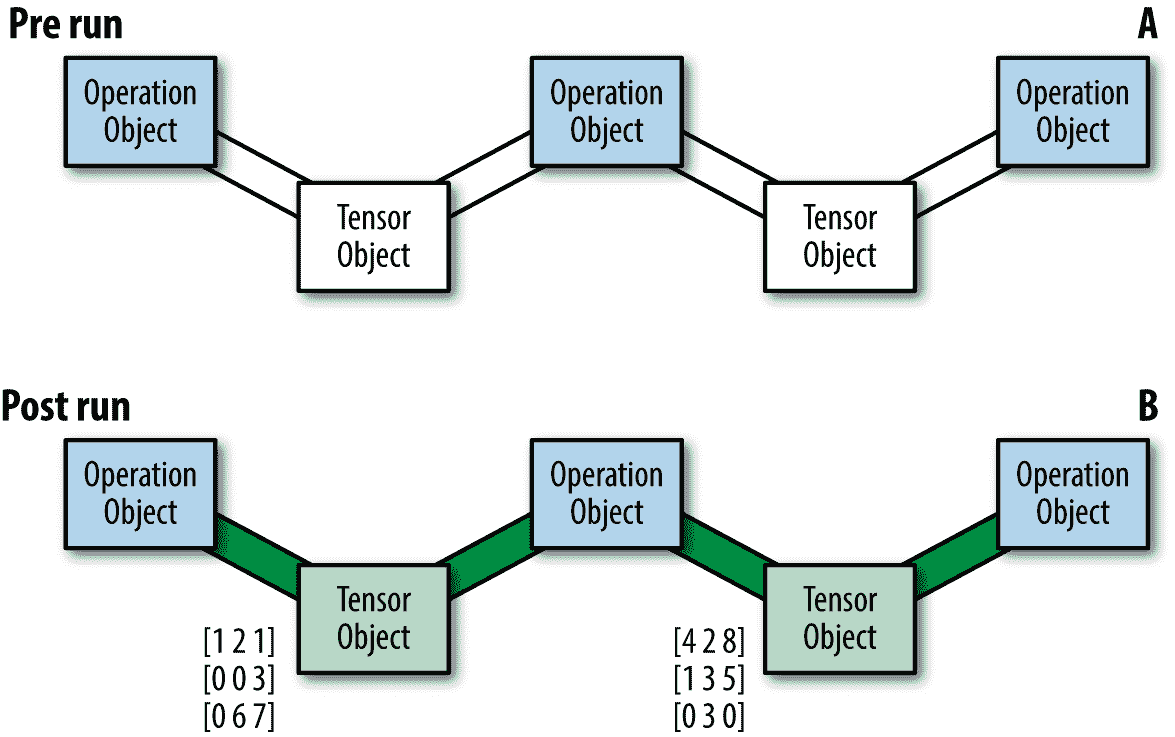 Pre run
A
Operation
Object
Operation
Object
Operation
Object
Tensor
Object
Tensor
Object
Post run
B
Operation
Object
Operation
Object
Operation
Object
Tensor
Object
Tensor
Object
[1 2 1]
[0 0 3]
[0 6 7]
[4 2 8]
[1 3 5]
[0 3 0]